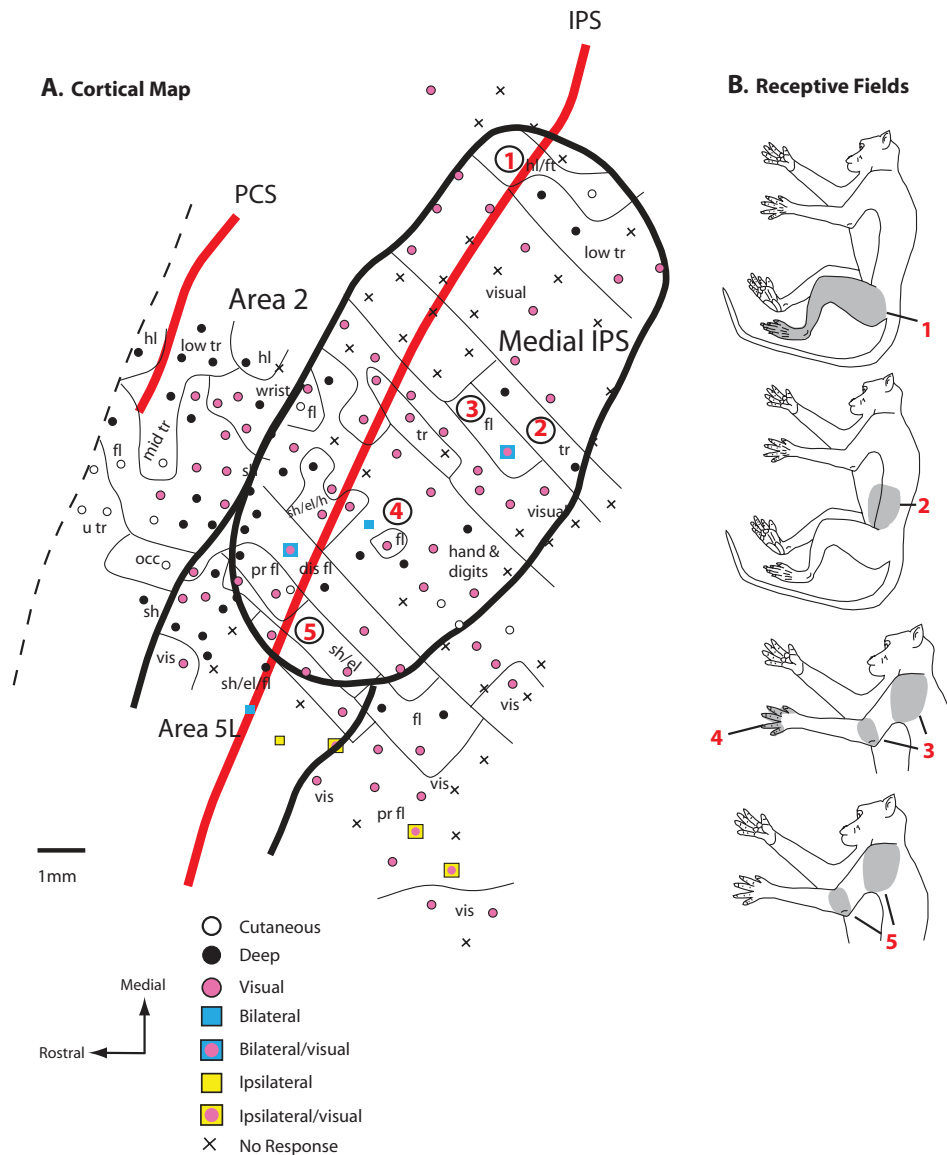 IPS
A. Cortical Map
B. Receptive Fields
1
hl/ft
PCS
low tr
Area 2
visual
1
hl
low tr
hl
Medial IPS
wrist
fl
3
fl
2
tr
tr
mid tr
fl
sh
2
sh/el/h
4
visual
u tr
fl
hand &
digits
occ
pr fl
dis fl
5
sh
sh/el
vis
sh/el/fl
vis
4
3
Area 5L
fl
vis
vis
pr fl
1mm
vis
5
Cutaneous
Deep
Visual
Medial
Bilateral
Rostral
Bilateral/visual
Ipsilateral
Ipsilateral/visual
No Response